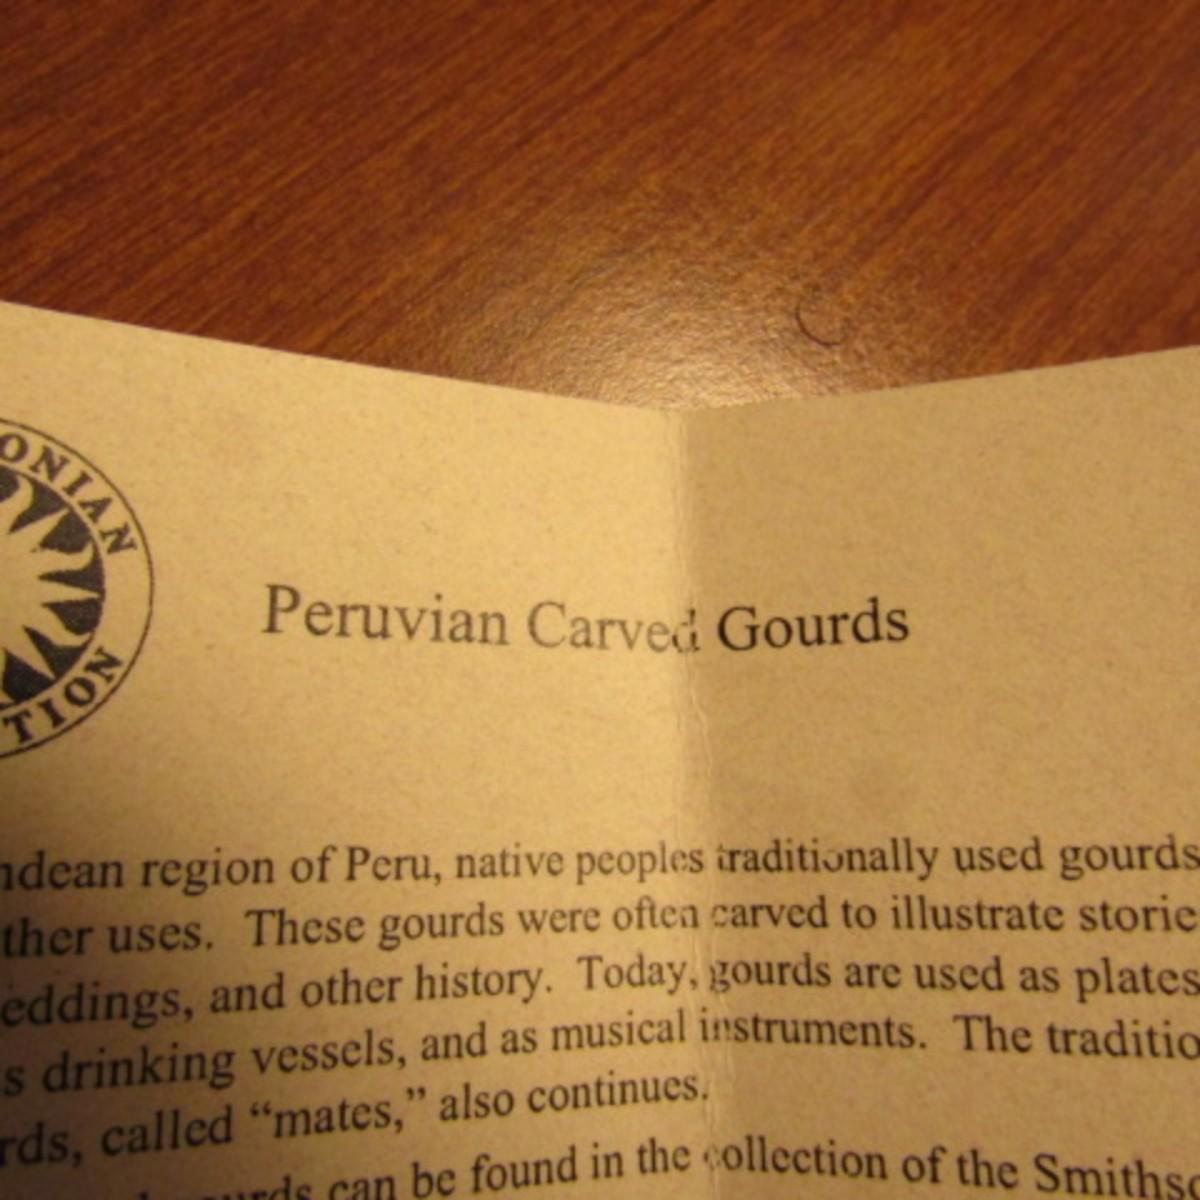 ONIAN
TION
Peruvian Carved Gourds
ndean region of Peru, native peoples traditionally used gourds
ther uses. These gourds were often carved to illustrate storie
eddings, and other history. Today, gourds are used as plates
s drinking vessels, and as musical instruments. The traditio
rds, called “mates,” also continues.
gourds can be found in the collection of the Smithso